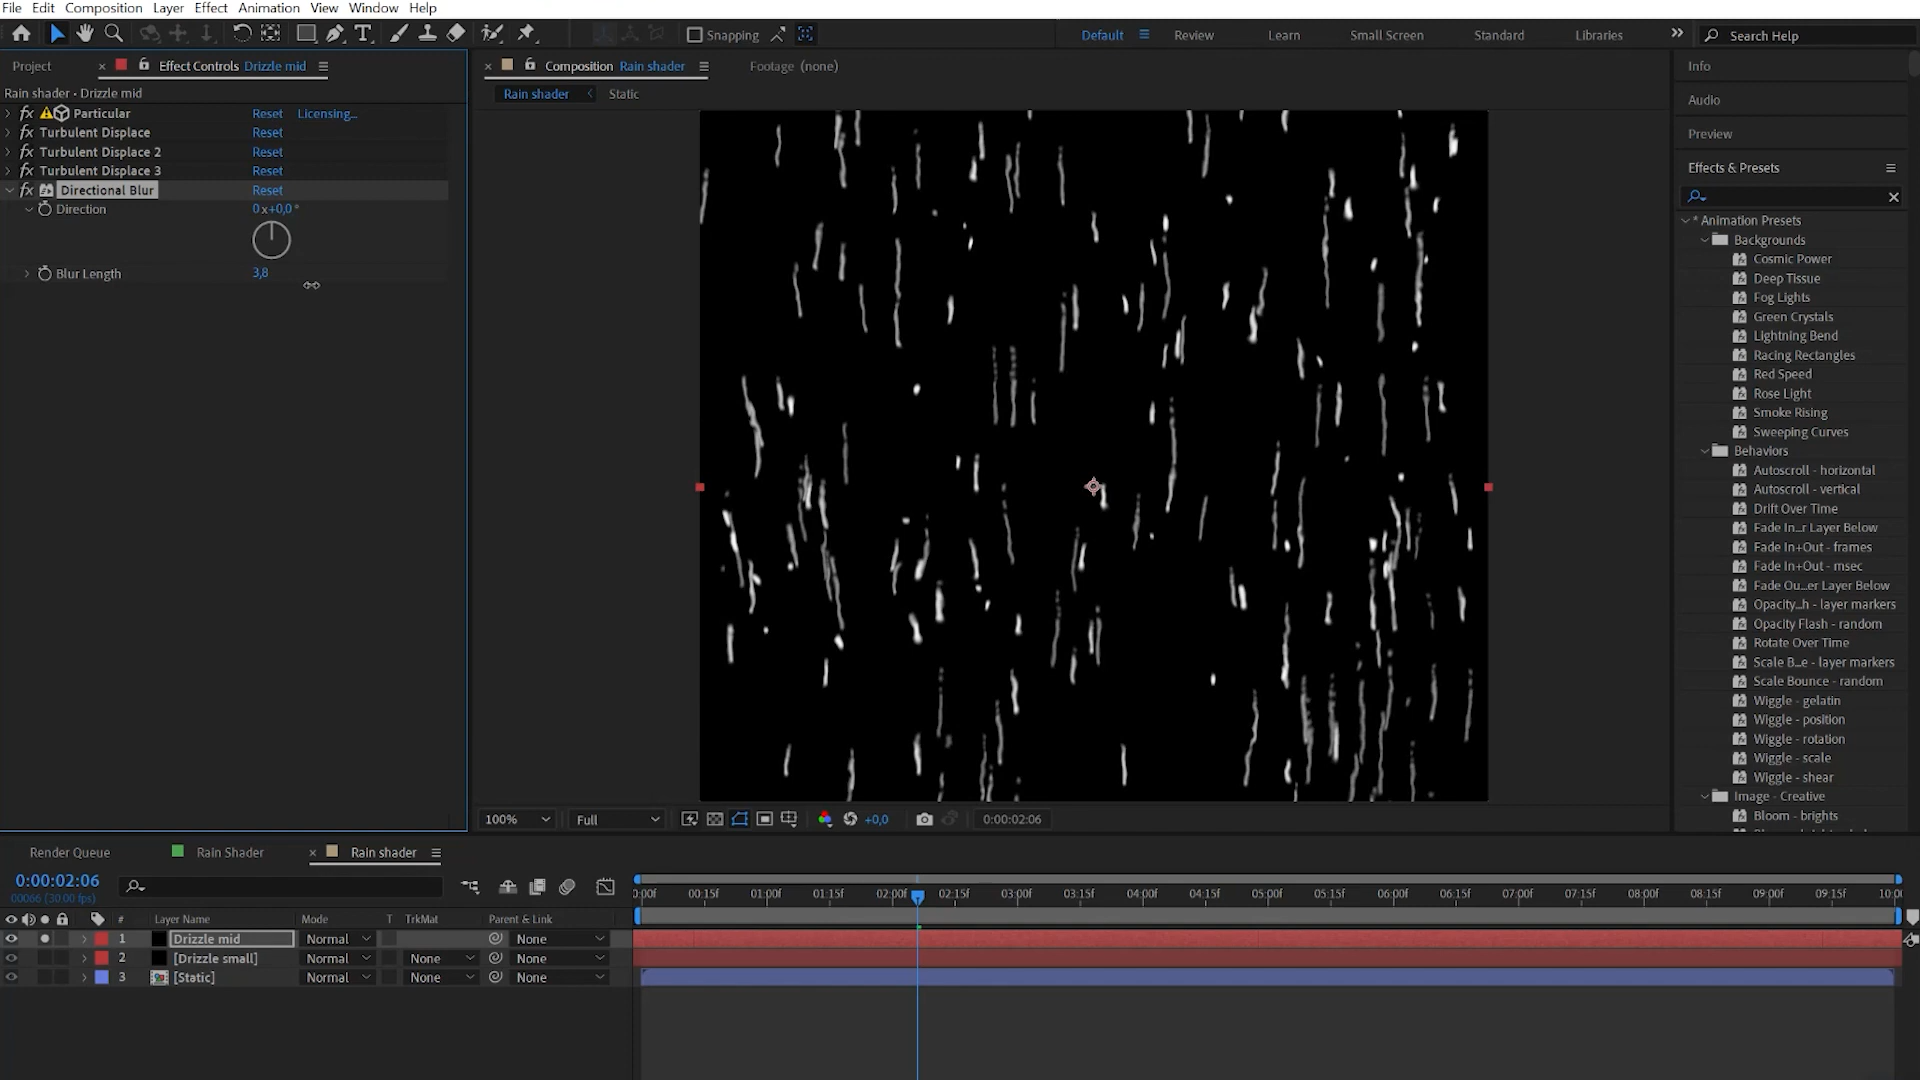 File Edit Composition Layer Effect Animation View Window Help
Snapping
Default Review Learn Small Screen Standard Libraries Search Help
Project Effect Controls Drizzle mid
Rain shader • Drizzle mid
fx Particular Reset Licensing...
fx Turbulent Displace Reset
fx Turbulent Displace 2 Reset
fx Turbulent Displace 3 Reset
fx Directional Blur Reset
Direction 0x+0,0°
Blur Length 3,8
Composition Rain shader Footage (none)
Rain shader Static
100% Full +0,0 0:00:02:06
Info
Audio
Preview
Effects & Presets
* Animation Presets
Backgrounds
Cosmic Power
Deep Tissue
Fog Lights
Green Crystals
Lightning Bend
Racing Rectangles
Red Speed
Rose Light
Smoke Rising
Sweeping Curves
Behaviors
Autoscroll - horizontal
Autoscroll - vertical
Drift Over Time
Fade In...r Layer Below
Fade In+Out - frames
Fade In+Out - msec
Fade Ou...er Layer Below
Opacity...h - layer markers
Opacity Flash - random
Rotate Over Time
Scale B...e - layer markers
Scale Bounce - random
Wiggle - gelatin
Wiggle - position
Wiggle - rotation
Wiggle - scale
Wiggle - shear
Image - Creative
Bloom - brights
Render Queue Rain Shader Rain shader
0:00:02:06
00066 (30.00 fps)
:00f 00:15f 01:00f 01:15f 02:00f 02:15f 03:00f 03:15f 04:00f 04:15f 05:00f 05:15f 06:00f 06:15f 07:00f 07:15f 08:00f 08:15f 09:00f 09:15f 10:0
# Layer Name Mode T TrkMat Parent & Link
1 Drizzle mid Normal None
2 [Drizzle small] Normal None None
3 [Static] Normal None None